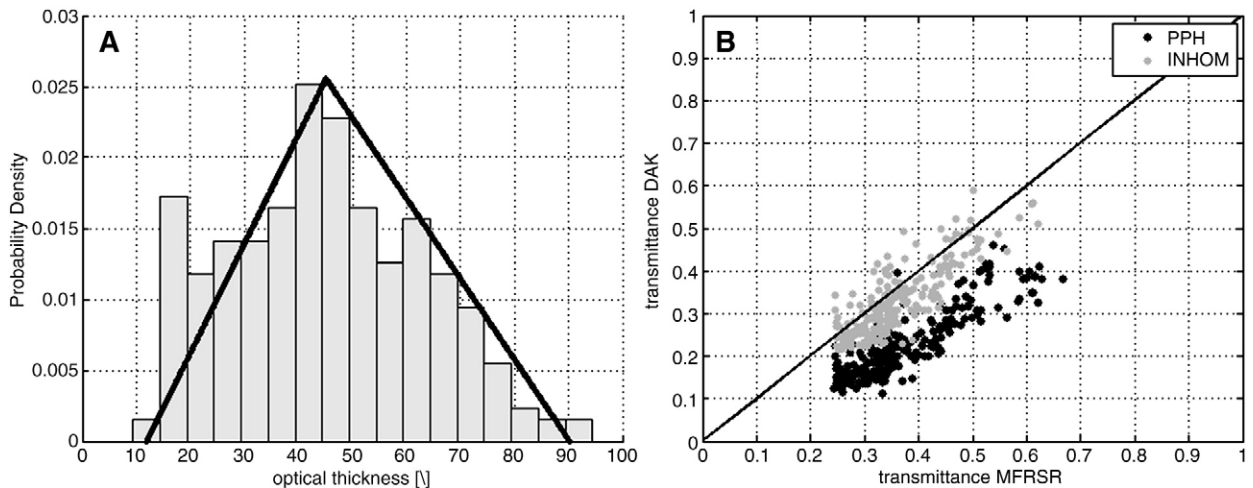 A
Probability Density
0.03
0.025
0.02
0.015
0.01
0.005
0
0 10 20 30 40 50 60 70 80 90 100
optical thickness [\]
B
PPH
INHOM
transmittance DAK
1
0.9
0.8
0.7
0.6
0.5
0.4
0.3
0.2
0.1
0
0 0.1 0.2 0.3 0.4 0.5 0.6 0.7 0.8 0.9 1
transmittance MFRSR